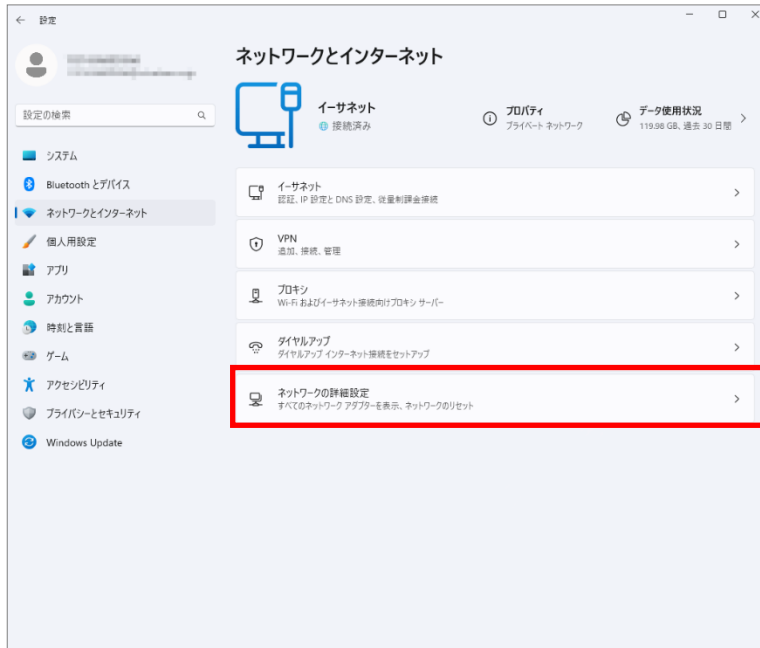 設定
設定の検索
システム
Bluetooth とデバイス
ネットワークとインターネット
個人用設定
アプリ
アカウント
時刻と言語
ゲーム
アクセシビリティ
プライバシーとセキュリティ
Windows Update
ネットワークとインターネット
イーサネット
接続済み
プロパティ
プライベート ネットワーク
データ使用状況
119.98 GB、過去 30 日間
イーサネット
認証、IP 設定と DNS 設定、従量制課金接続
VPN
追加、接続、管理
プロキシ
Wi-Fi およびイーサネット接続向けプロキシ サーバー
ダイヤルアップ
ダイヤルアップ インターネット接続をセットアップ
ネットワークの詳細設定
すべてのネットワーク アダプターを表示、ネットワークのリセット